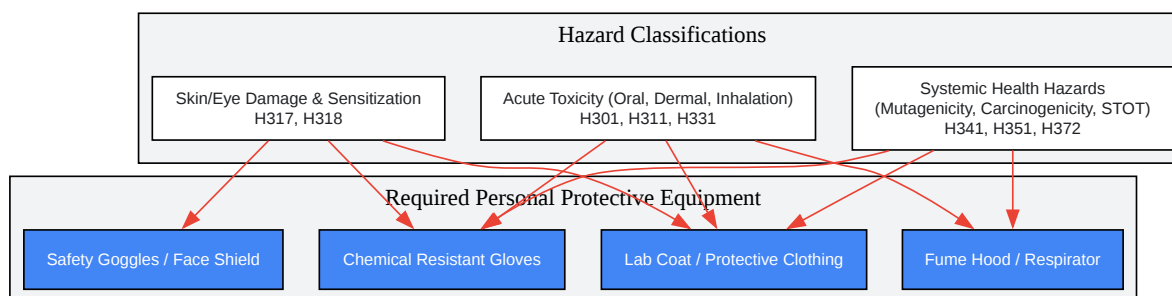 Hazard Classifications
Skin/Eye Damage & Sensitization
H317, H318
Acute Toxicity (Oral, Dermal, Inhalation)
H301, H311, H331
Systemic Health Hazards
(Mutagenicity, Carcinogenicity, STOT)
H341, H351, H372
Required Personal Protective Equipment
Safety Goggles / Face Shield
Chemical Resistant Gloves
Lab Coat / Protective Clothing
Fume Hood / Respirator